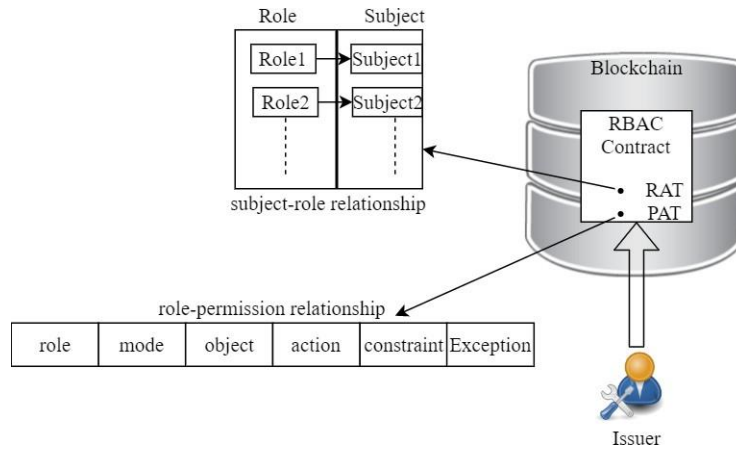 Role Subject
Role1 Subject1
Role2 Subject2
subject-role relationship
Blockchain
RBAC
Contract
RAT
PAT
role-permission relationship
role mode object action constraint Exception
Issuer